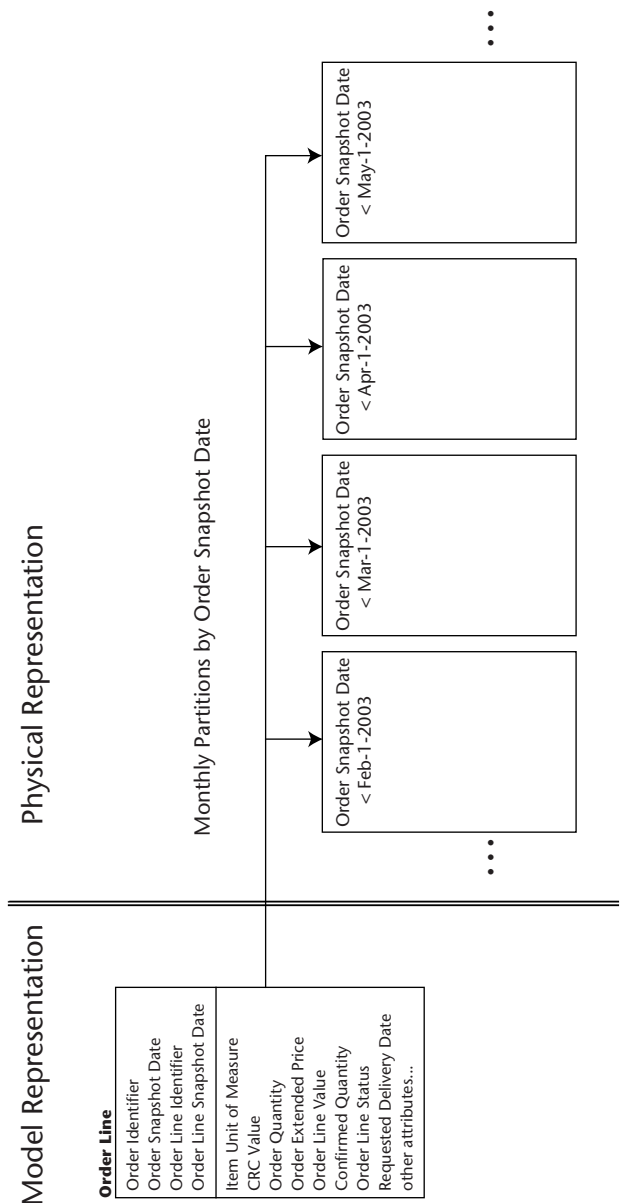 Model Representation
Physical Representation
Order Line
Order Identifier
Order Snapshot Date
Order Line Identifier
Order Line Snapshot Date
Item Unit of Measure
CRC Value
Order Quantity
Order Extended Price
Order Line Value
Confirmed Quantity
Order Line Status
Requested Delivery Date
other attributes...
Monthly Partitions by Order Snapshot Date
...
Order Snapshot Date
< Feb-1-2003
Order Snapshot Date
< Mar-1-2003
Order Snapshot Date
< Apr-1-2003
Order Snapshot Date
< May-1-2003
...